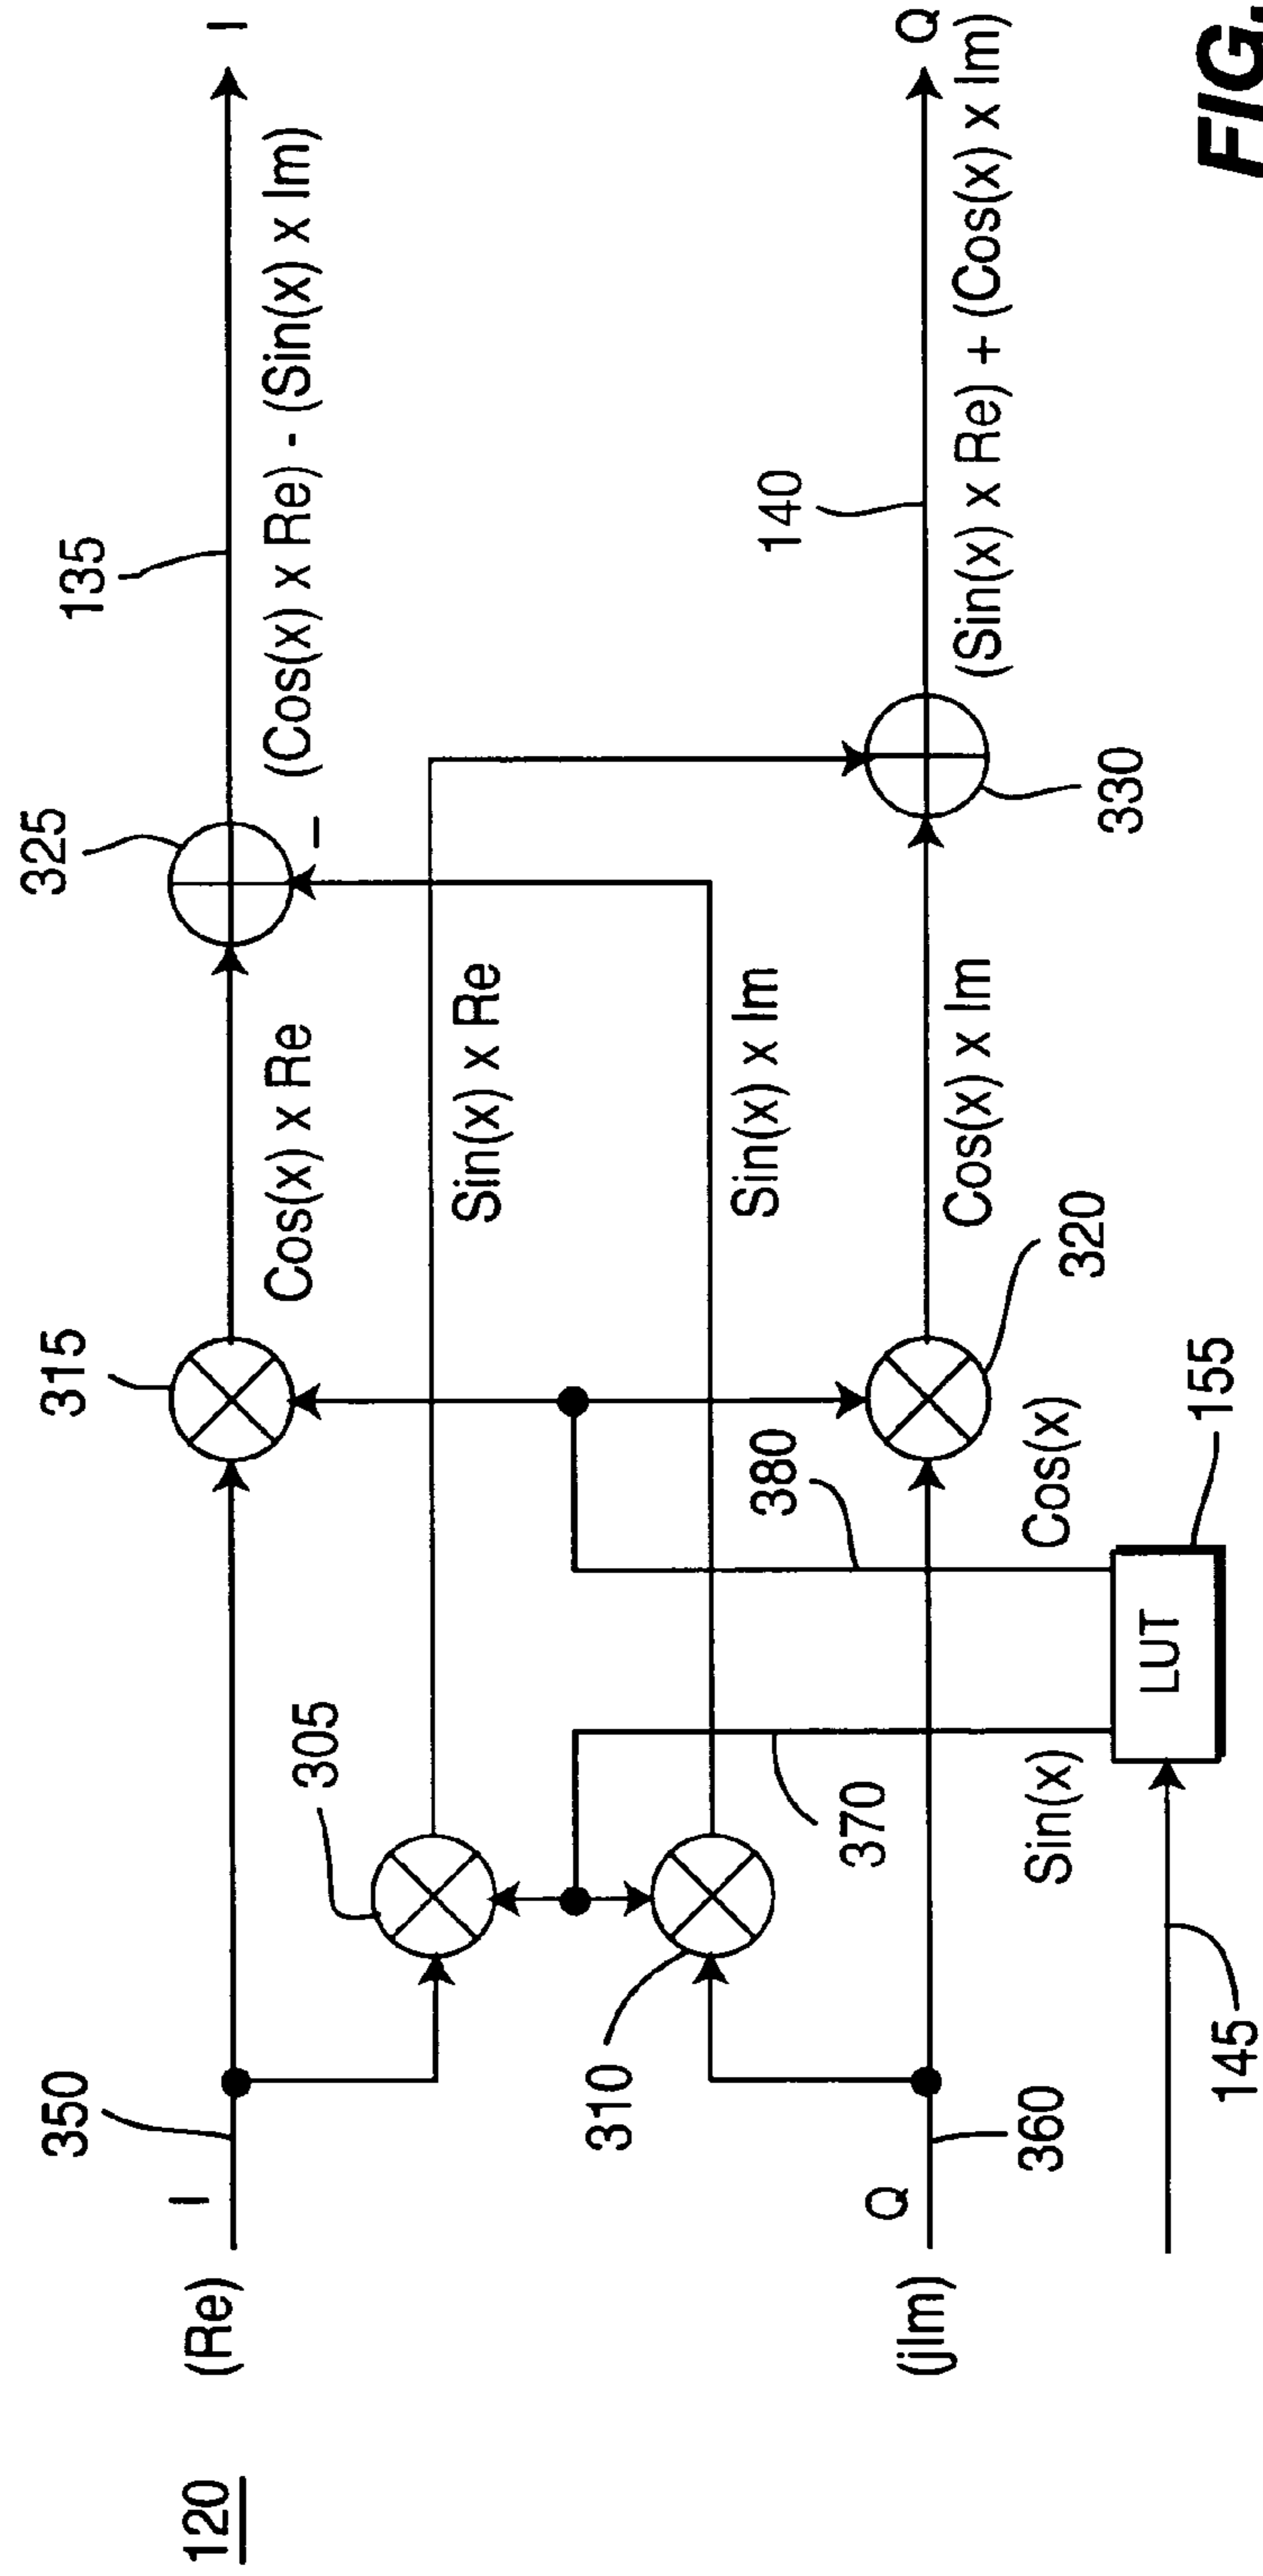 120
350
305
315
325
135
(Re)
I
I
Cos(x) x Re
(Cos(x) x Re) - (Sin(x) x Im)
–
Sin(x) x Re
310
Sin(x) x Im
370
380
140
(jIm)
Q
Q
Cos(x) x Im
(Sin(x) x Re) + (Cos(x) x Im)
360
Sin(x)
Cos(x)
320
330
LUT
145
155
FIG.